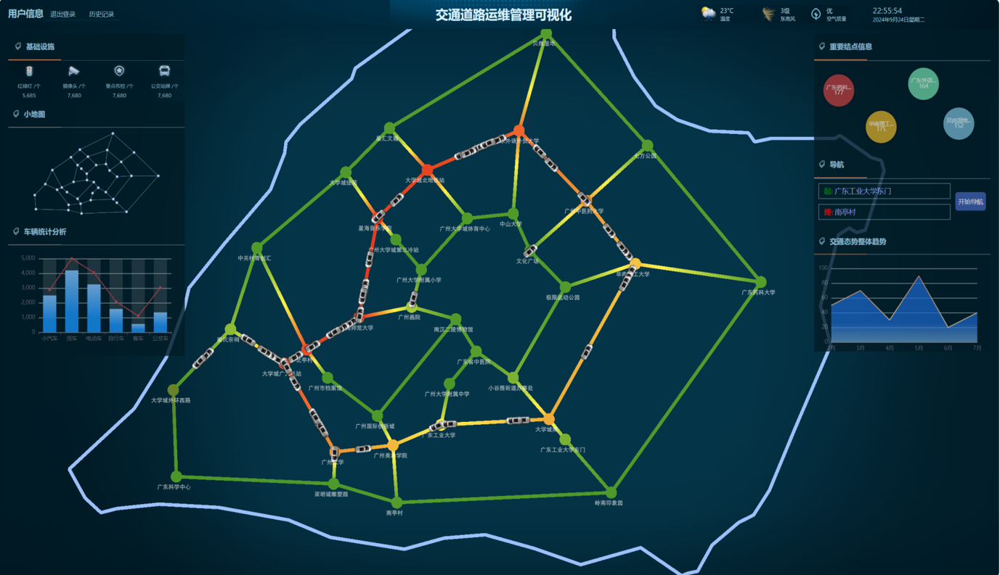 用户信息 退出登录 历史记录
交通道路运维管理可视化
23°C
温度
3级
东南风
优
空气质量
22:55:54
2024年9月24日星期二
基础设施
红绿灯 /个 摄像头 /个 警点布控 /个 公交站牌 /个
5,685 7,680 7,680 7,680
小地图
车辆统计分析
5,000
4,000
3,000
2,000
1,000
0
小汽车 货车 电动车 自行车 客车 公交车
贝岗湿地
星汇文瀚
外语外贸大学
七方公园
大学城北地铁站
大学城佳苑
广州中医药大学
星海音乐学院
广州大学城体育中心
中山大学
广州大学城第三冷站
中关村青创汇
文化广场
华南理工大学
广州大学附属小学
广东药科大学
极限运动公园
广州画院
南师范大学
南汉二陵博物馆
崔氏宗祠
北亭村
广东省中医院
大学城广
总站
广州市档案馆
小谷围街道办事处
广州大学附属中学
大学城外环西路
广州国际创新城
大学城南
广东工业大学
广东工业大学东门
广州大学
广州美术学院
广东科学中心
梁明诚雕塑园
南亭村
岭南印象园
重要结点信息
广东药科...
177
广东外语...
164
华南理工...
175
贝岗湿地...
152
导航
起: 广东工业大学东门
终: 南亭村
开始导航
交通态势整体趋势
100
80
60
40
20
0
2月 3月 4月 5月 6月 7月